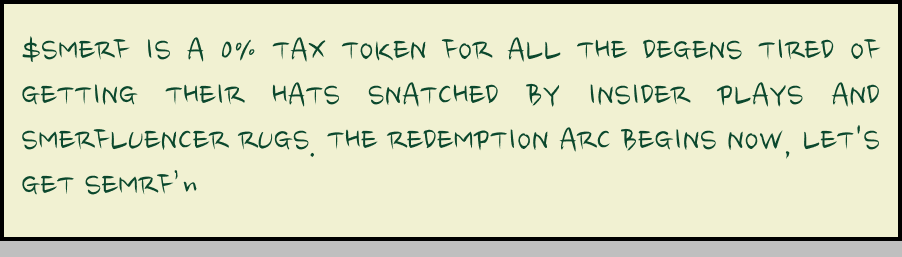 $SMERF IS A 0% TAX TOKEN FOR ALL THE DEGENS TIRED OF
GETTING THEIR HATS SNATCHED BY INSIDER PLAYS AND
SMERFLUENCER RUGS. THE REDEMPTION ARC BEGINS NOW, LET'S
GET SEMRF'n